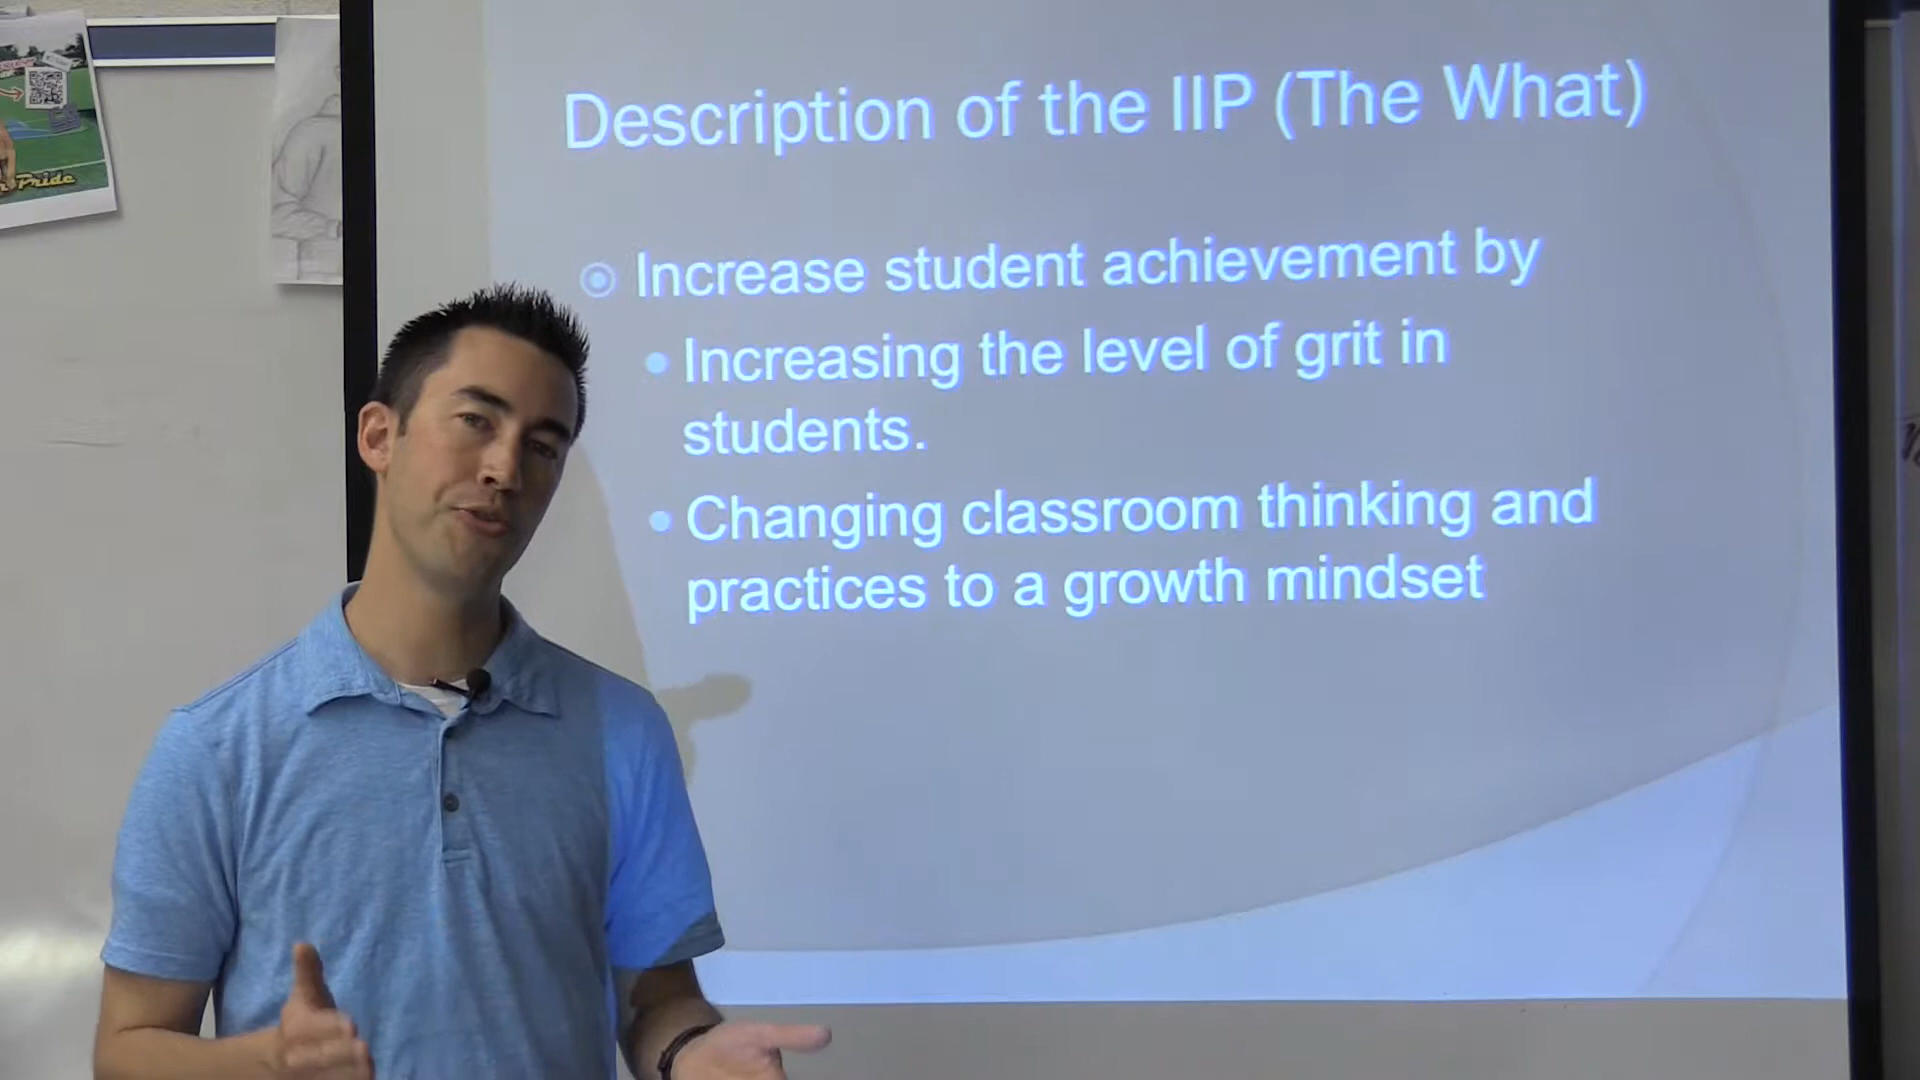 Description of the IIP (The What)
Increase student achievement by
Increasing the level of grit in
students.
Changing classroom thinking and
practices to a growth mindset
Pride